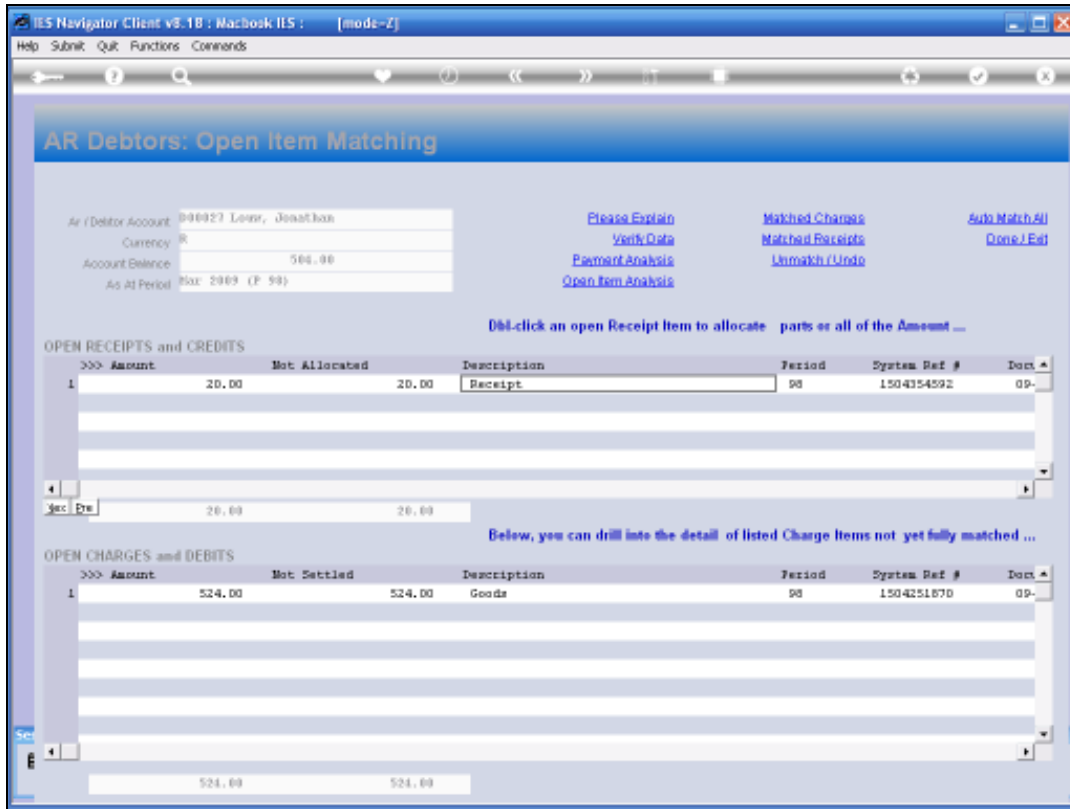 IES Navigator Client v8.18 : Macbook IES : [mode=Z]
Help Submit Quit Functions Commands
AR Debtors: Open Item Matching
Ar / Debtor Account D00027 Jonathan
Currency R
Account Balance 504.00
As At Period Mar 2009 (P 98)
Please Explain Matched Charges Auto Match All
Verify Data Matched Receipts Done / Exit
Payment Analysis Unmatch / Undo
Open Item Analysis
Dbl-click an open Receipt Item to allocate parts or all of the Amount ...
OPEN RECEIPTS and CREDITS
>>> Amount Not Allocated Description Period System Ref # Docu
1 20.00 20.00 Receipt 98 1504354592 09-
20.00 20.00
Below, you can drill into the detail of listed Charge Items not yet fully matched ...
OPEN CHARGES and DEBITS
>>> Amount Not Settled Description Period System Ref # Docu
1 524.00 524.00 Goods 98 1504251870 09-
524.00 524.00